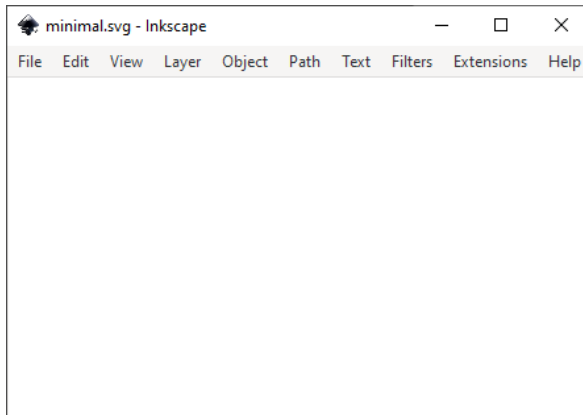 minimal.svg - Inkscape
File Edit View Layer Object Path Text Filters Extensions Help